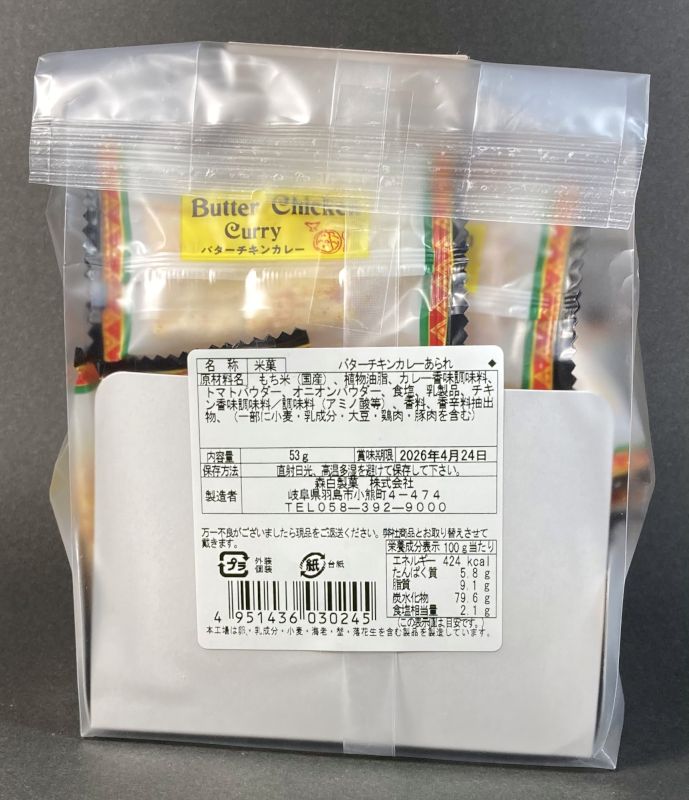 Butter Chicken
Curry
バターチキンカレー
名称 米菓 バターチキンカレーあられ ◆
原材料名 もち米（国産）、植物油脂、カレー香味調味料、
トマトパウダー、オニオンパウダー、食塩、乳製品、チキ
ン香味調味料／調味料（アミノ酸等）、香料、香辛料抽出
物、（一部に小麦・乳成分・大豆・鶏肉・豚肉を含む）
内容量 53g 賞味期限 2026年4月24日
保存方法 直射日光、高温多湿を避けて保存して下さい。
製造者 森白製菓 株式会社
岐阜県羽島市小熊町4－474
TEL058－392－9000
万一不良がございましたら現品をご返送ください。弊社商品とお取り替えさせて
戴きます。
プラ 外装 個装 紙 台紙
栄養成分表示 100g当たり
エネルギー 424 kcal
たんぱく質 5.8 g
脂質 9.1 g
炭水化物 79.6 g
食塩相当量 2.1 g
（この表示値は目安です。）
4 951436 030245
本工場は卵・乳成分・小麦・海老・蟹・落花生を含む製品を製造しています。